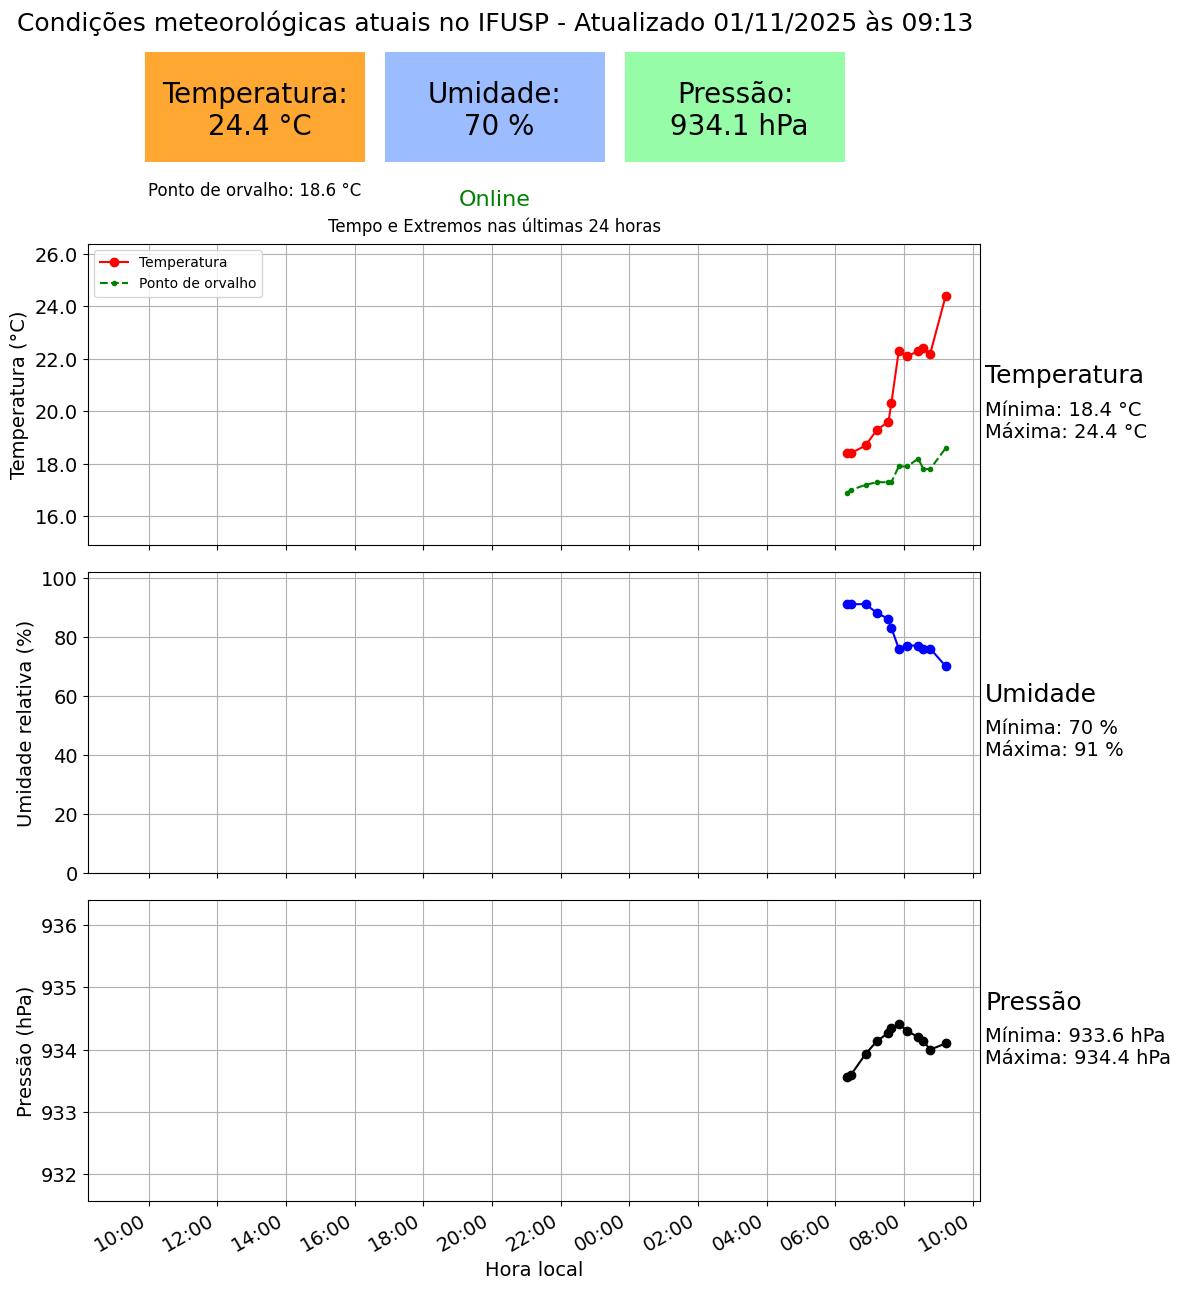 Condições meteorológicas atuais no IFUSP - Atualizado 01/11/2025 às 09:13
Temperatura:
24.4 °C
Umidade:
70 %
Pressão:
934.1 hPa
Ponto de orvalho: 18.6 °C
Online
Tempo e Extremos nas últimas 24 horas
Temperatura
Ponto de orvalho
Temperatura (°C)
26.0
24.0
22.0
20.0
18.0
16.0
Temperatura
Mínima: 18.4 °C
Máxima: 24.4 °C
Umidade relativa (%)
100
80
60
40
20
0
Umidade
Mínima: 70 %
Máxima: 91 %
Pressão (hPa)
936
935
934
933
932
Pressão
Mínima: 933.6 hPa
Máxima: 934.4 hPa
10:00
12:00
14:00
16:00
18:00
20:00
22:00
00:00
02:00
04:00
06:00
08:00
10:00
Hora local